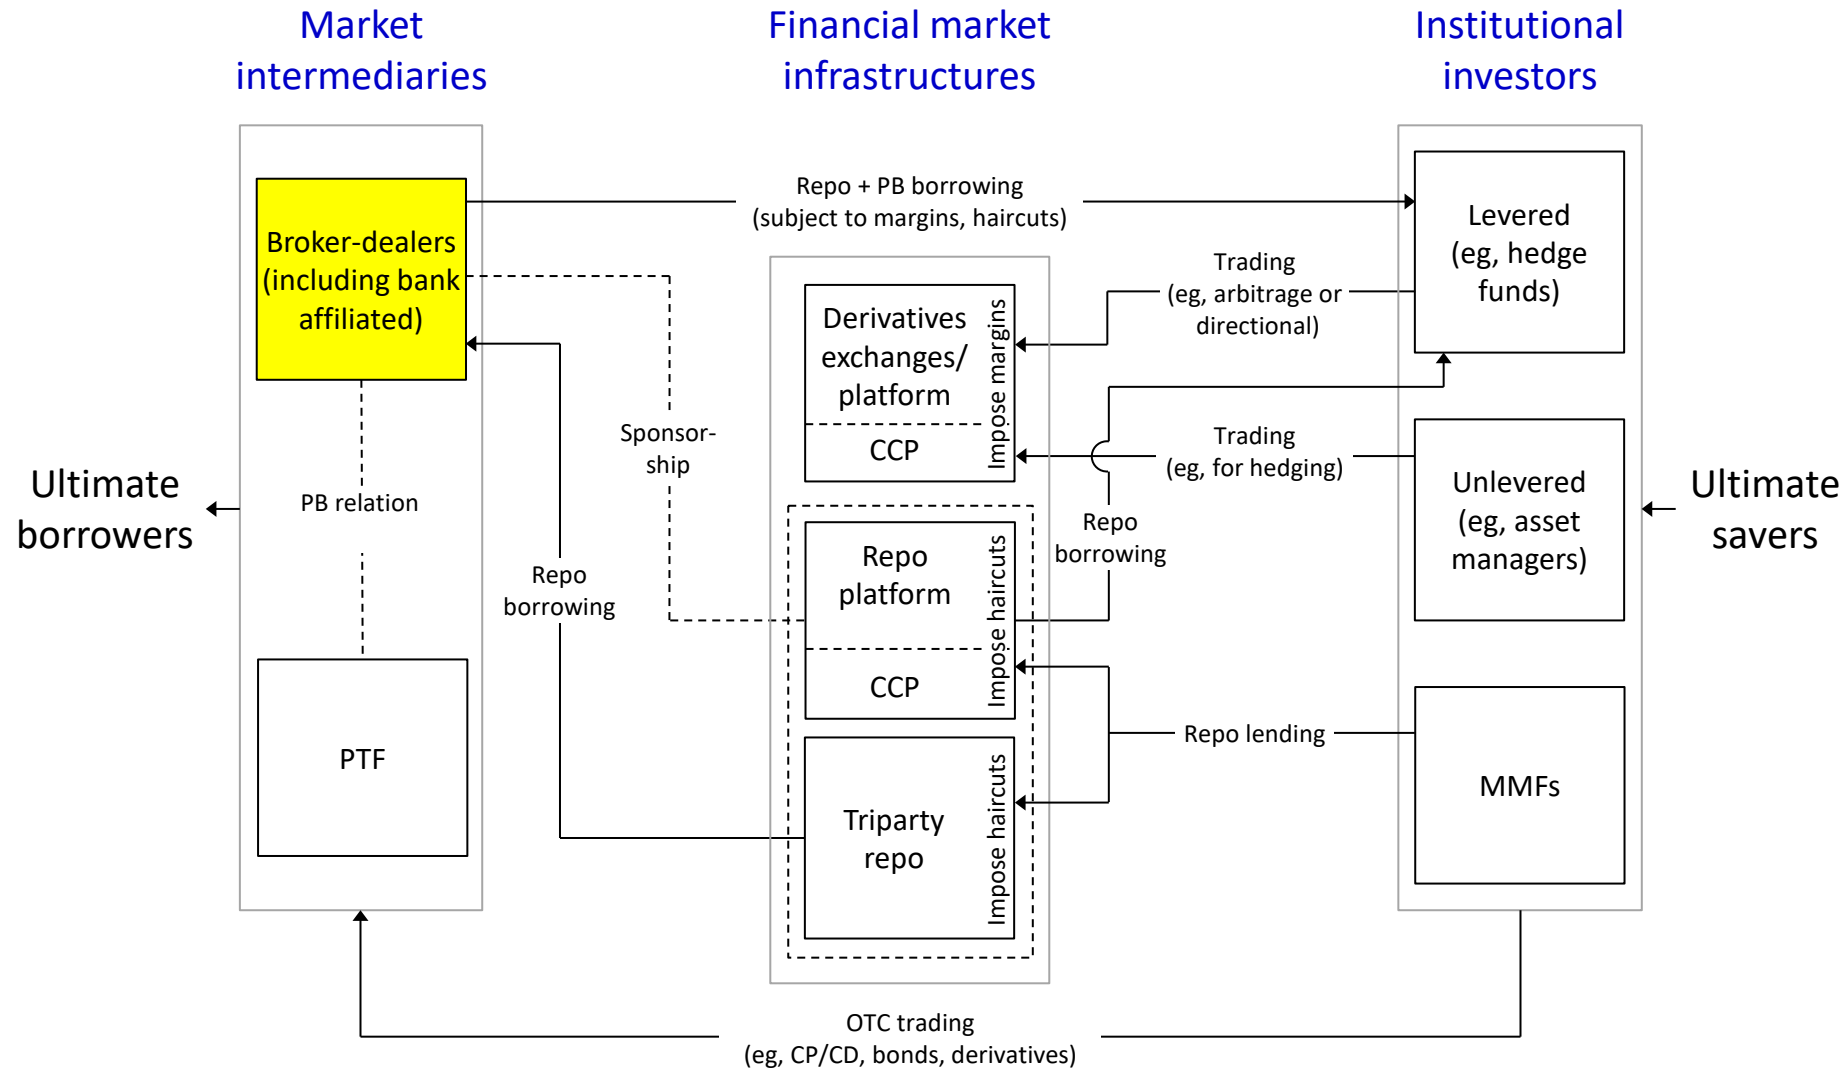 Market
intermediaries
Financial market
infrastructures
Institutional
investors
Broker-dealers
(including bank
affiliated)
PB relation
PTF
Ultimate
borrowers
Repo + PB borrowing
(subject to margins, haircuts)
Sponsor-
ship
Repo
borrowing
Derivatives
exchanges/
platform
CCP
Impose margins
Repo
platform
CCP
Impose haircuts
Triparty
repo
Impose haircuts
Trading
(eg, arbitrage or
directional)
Trading
(eg, for hedging)
Repo
borrowing
Repo lending
Levered
(eg, hedge
funds)
Unlevered
(eg, asset
managers)
MMFs
Ultimate
savers
OTC trading
(eg, CP/CD, bonds, derivatives)